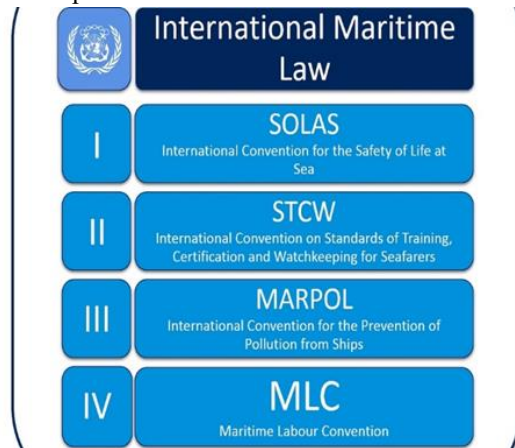 International Maritime
Law
I
SOLAS
International Convention for the Safety of Life at
Sea
II
STCW
International Convention on Standards of Training,
Certification and Watchkeeping for Seafarers
III
MARPOL
International Convention for the Prevention of
Pollution from Ships
IV
MLC
Maritime Labour Convention